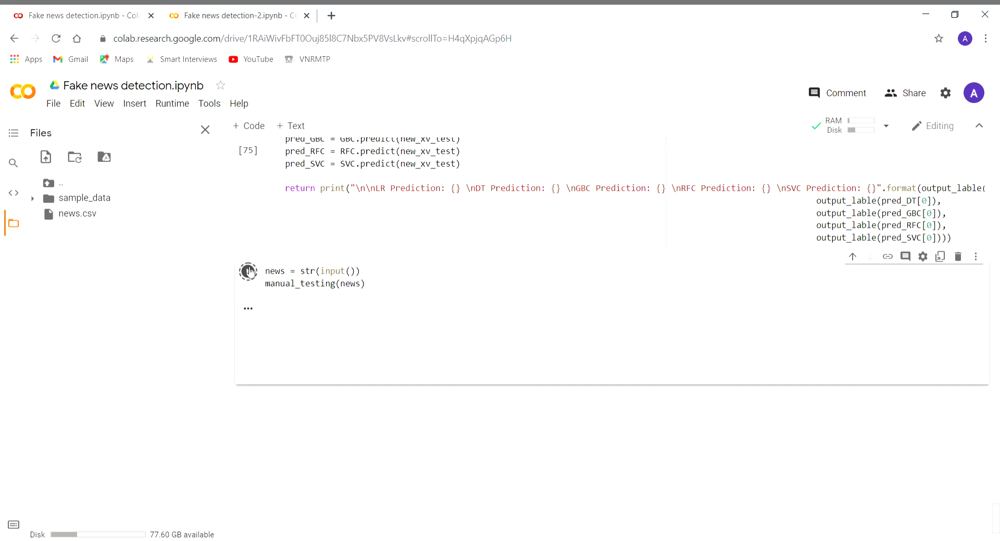 Fake news detection.ipynb - Cola
Fake news detection-2.ipynb - Co
colab.research.google.com/drive/1RAiWivFbFT0Ouj85l8C7Nbx5PV8VsLkv#scrollTo=H4qXpjqAGp6H
A
Apps
Gmail
Maps
Smart Interviews
YouTube
VNRMTP
Fake news detection.ipynb
Comment
Share
A
File Edit View Insert Runtime Tools Help
Files
+ Code + Text
RAM
Disk
Editing
..
sample_data
news.csv
pred_GBC = GBC.predict(new_xv_test)
[75]
pred_RFC = RFC.predict(new_xv_test)
pred_SVC = SVC.predict(new_xv_test)
return print("\n\nLR Prediction: {} \nDT Prediction: {} \nGBC Prediction: {} \nRFC Prediction: {} \nSVC Prediction: {}".format(output_lable(
output_lable(pred_DT[0]),
output_lable(pred_GBC[0]),
output_lable(pred_RFC[0]),
output_lable(pred_SVC[0])))
news = str(input())
manual_testing(news)
...
Disk
77.60 GB available